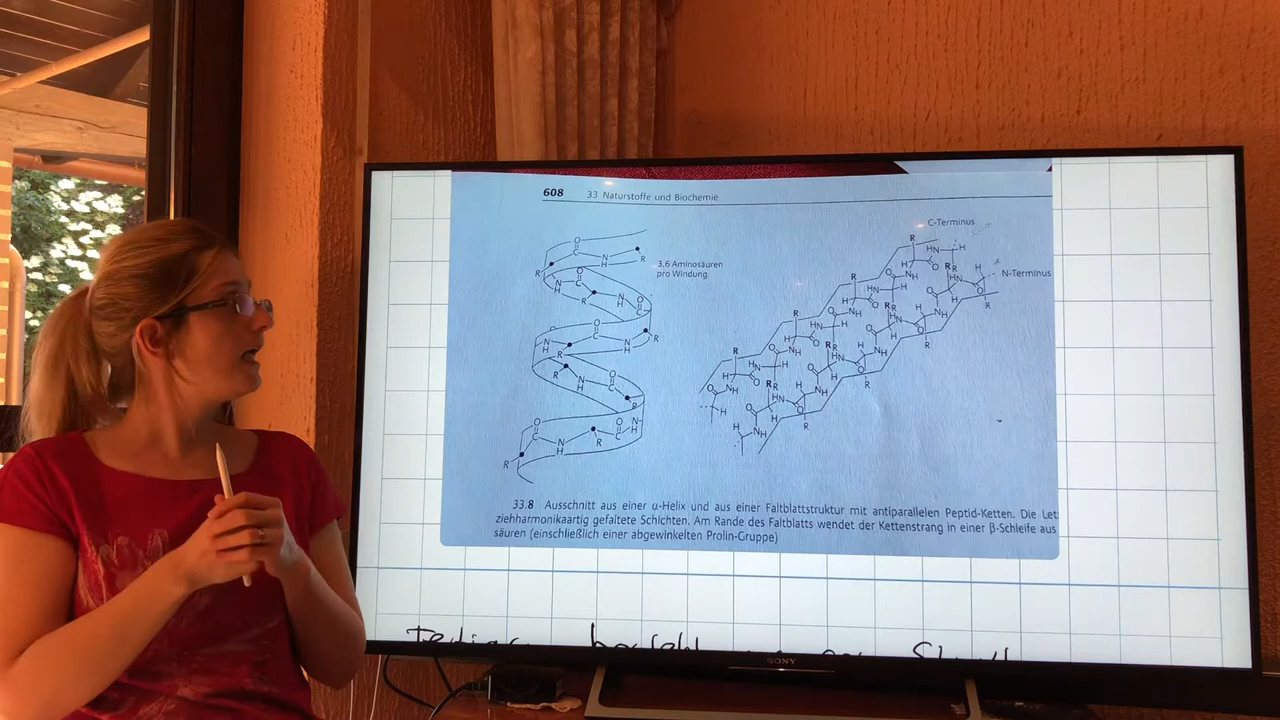 608 33 Naturstoffe und Biochemie
C-Terminus
3,6 Aminosäuren
pro Windung
N-Terminus
33.8 Ausschnitt aus einer α-Helix und aus einer Faltblattstruktur mit antiparallelen Peptid-Ketten. Die Let
ziehharmonikaartig gefaltete Schichten. Am Rande des Faltblatts wendet der Kettenstrang in einer β-Schleife aus
säuren (einschließlich einer abgewinkelten Prolin-Gruppe)
SONY